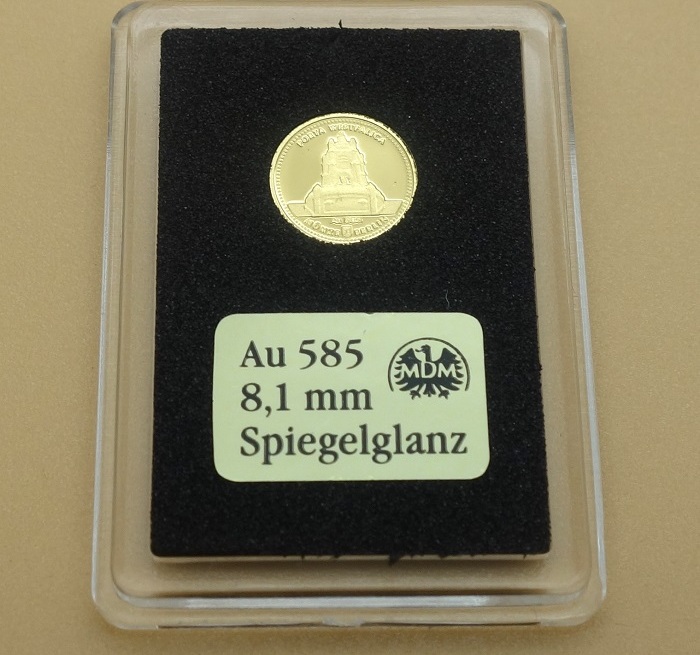 PORTA WESTFALICA
MÜNZE BERLIN
Au 585
MDM
8,1 mm
Spiegelglanz